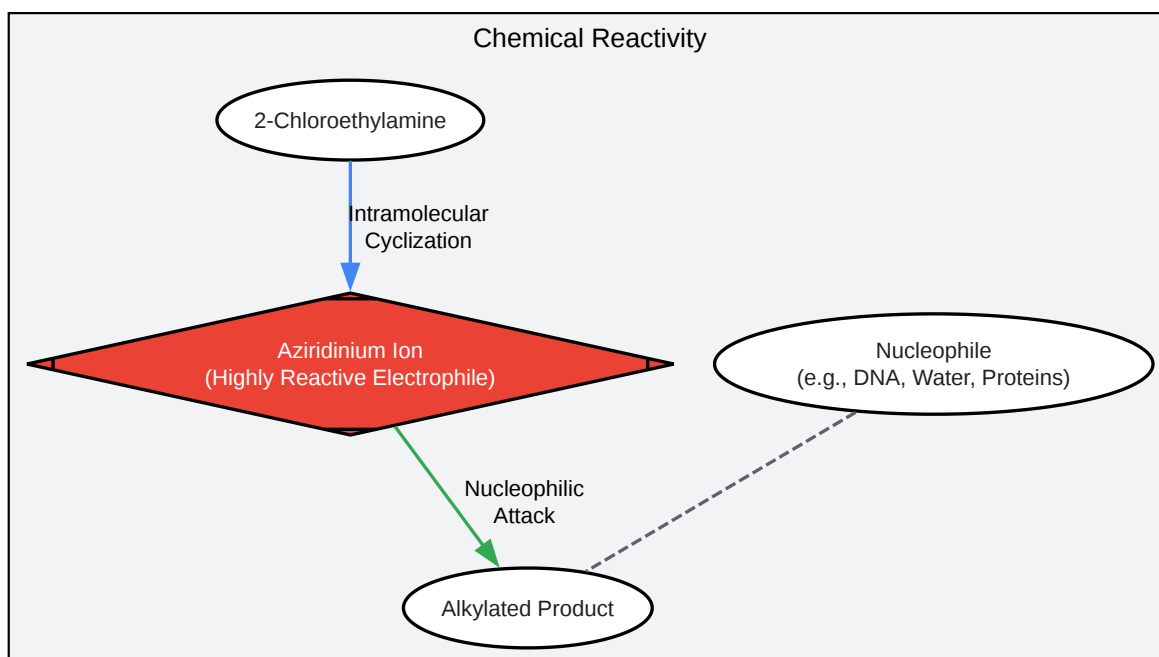 Chemical Reactivity
2-Chloroethylamine
Intramolecular
Cyclization
Aziridinium Ion
(Highly Reactive Electrophile)
Nucleophile
(e.g., DNA, Water, Proteins)
Nucleophilic
Attack
Alkylated Product